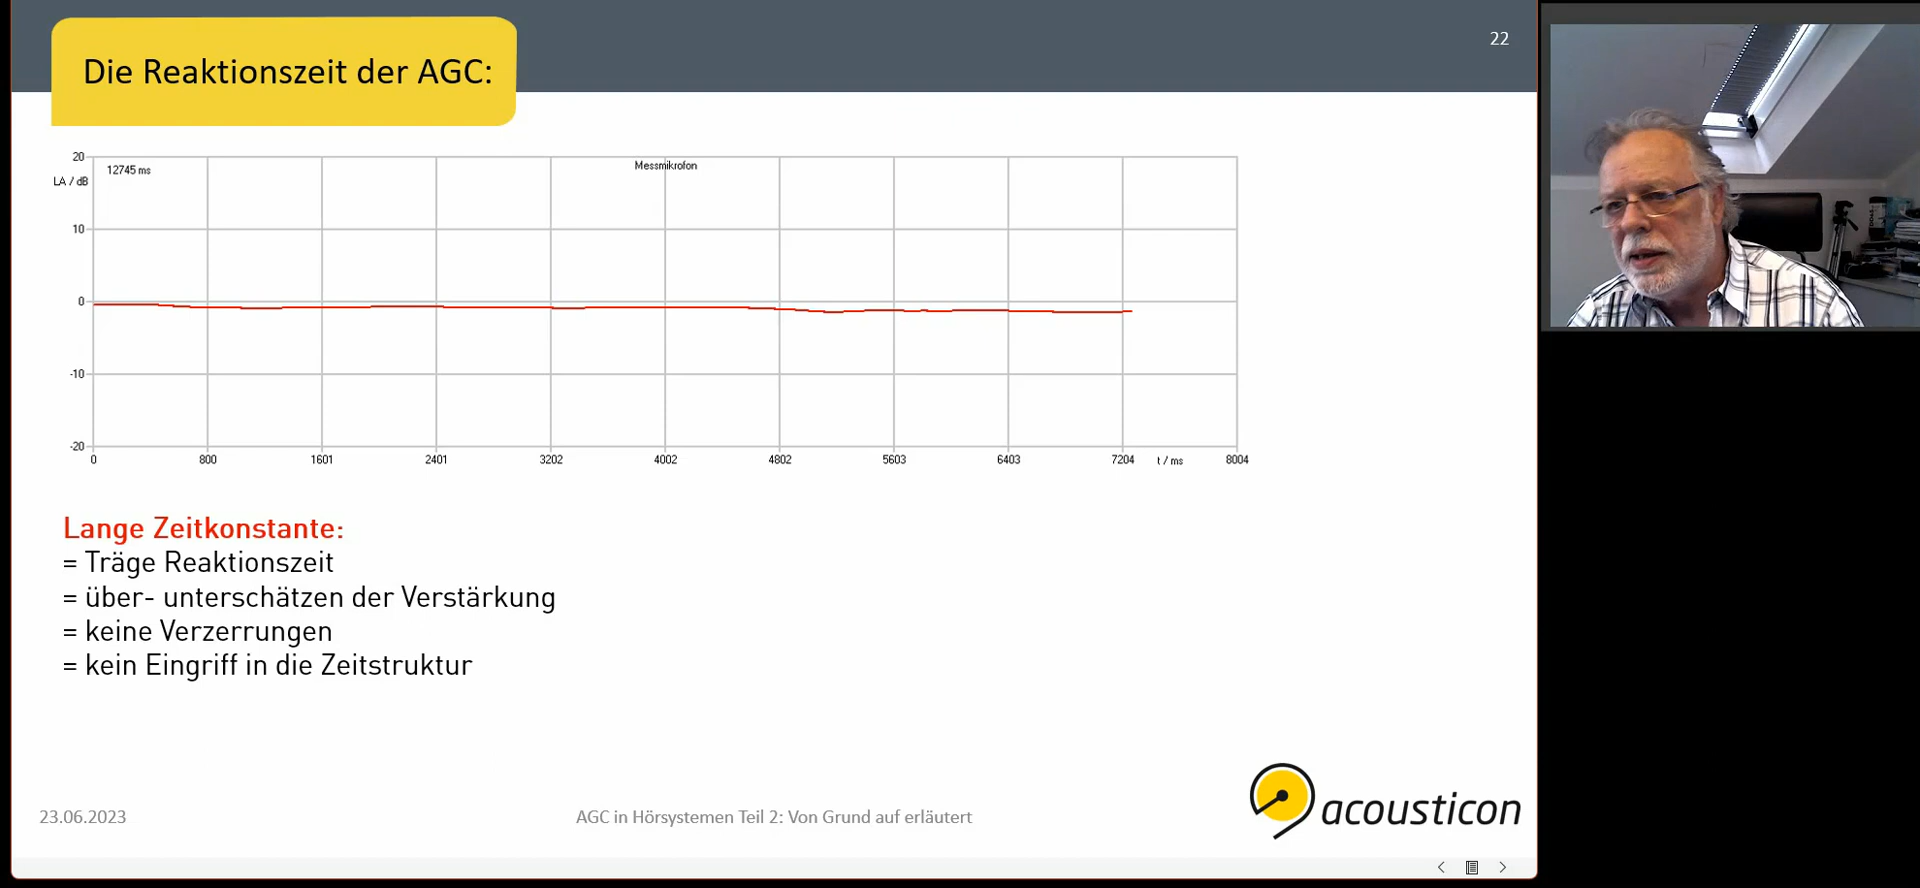 Die Reaktionszeit der AGC:
22
20
LA / dB
12745 ms
Messmikrofon
10
0
-10
-20
0 800 1601 2401 3202 4002 4802 5603 6403 7204 t / ms 8004
Lange Zeitkonstante:
= Träge Reaktionszeit
= über- unterschätzen der Verstärkung
= keine Verzerrungen
= kein Eingriff in die Zeitstruktur
23.06.2023
AGC in Hörsystemen Teil 2: Von Grund auf erläutert
acousticon